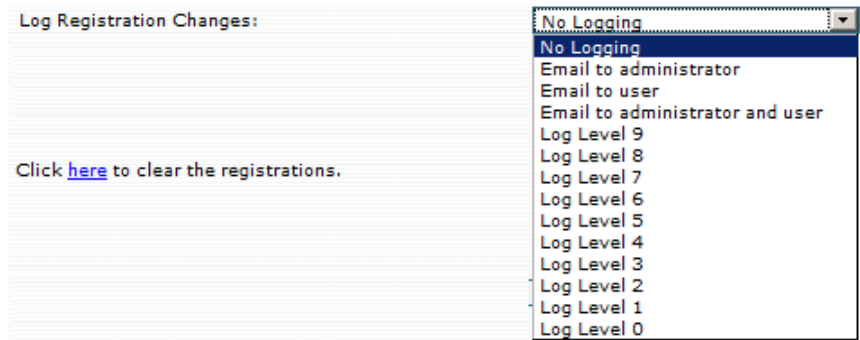 Log Registration Changes: No Logging
No Logging
Email to administrator
Email to user
Email to administrator and user
Log Level 9
Log Level 8
Click here to clear the registrations.
Log Level 7
Log Level 6
Log Level 5
Log Level 4
Log Level 3
Log Level 2
Log Level 1
Log Level 0